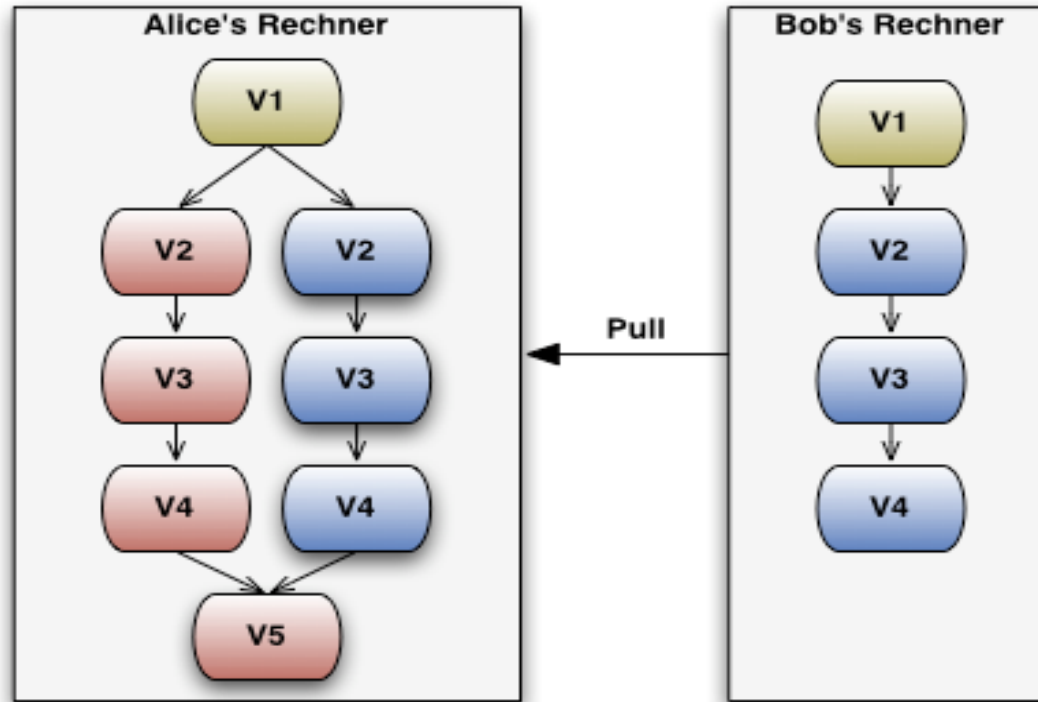 Alice's Rechner
V1
V2
V2
V3
V3
V4
V4
V5
Pull
Bob's Rechner
V1
V2
V3
V4